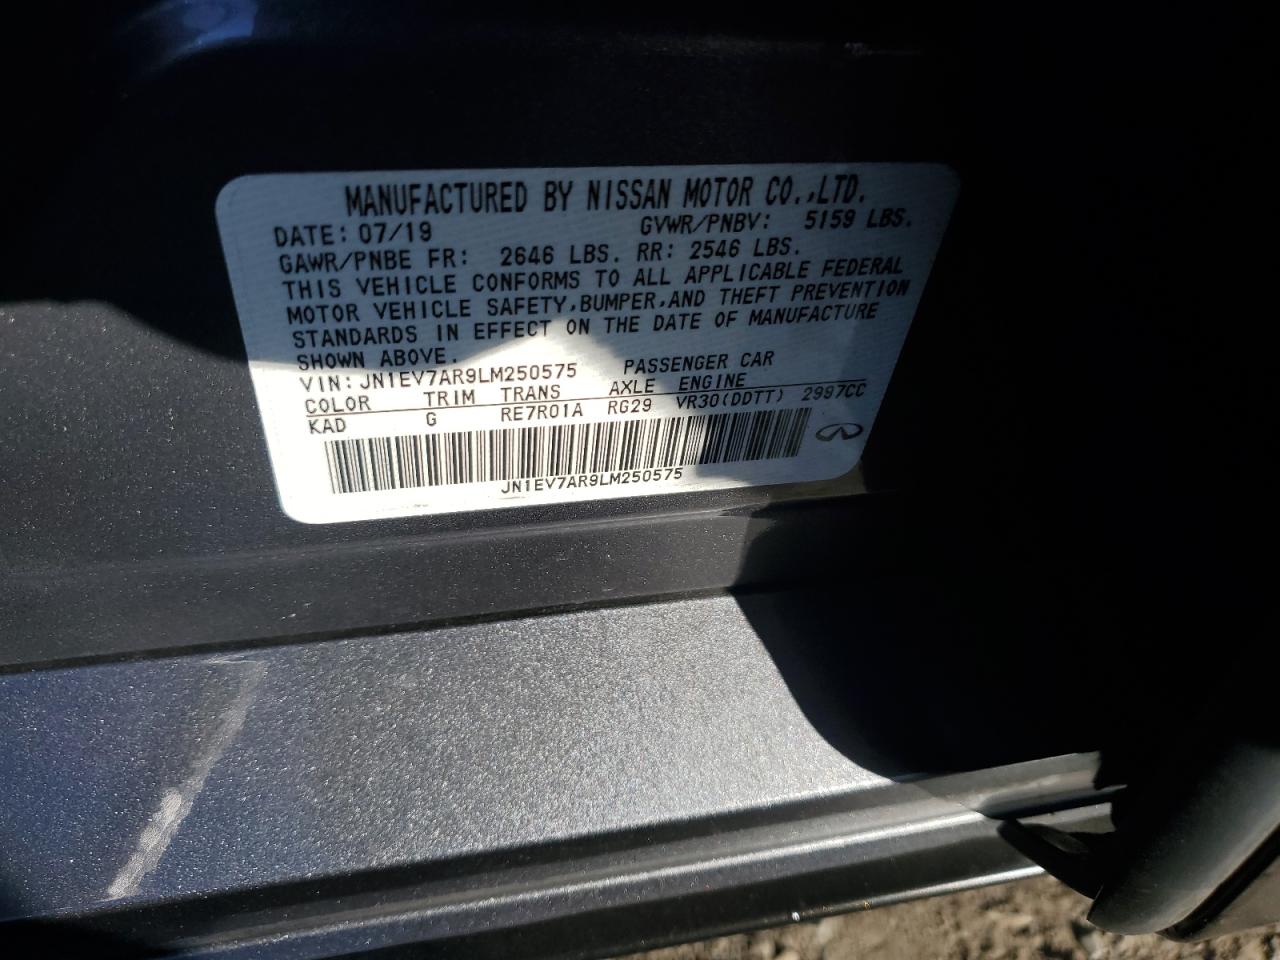 MANUFACTURED BY NISSAN MOTOR CO.,LTD.
DATE: 07/19 GVWR/PNBV: 5159 LBS.
GAWR/PNBE FR: 2646 LBS. RR: 2546 LBS.
THIS VEHICLE CONFORMS TO ALL APPLICABLE FEDERAL
MOTOR VEHICLE SAFETY,BUMPER,AND THEFT PREVENTION
STANDARDS IN EFFECT ON THE DATE OF MANUFACTURE
SHOWN ABOVE.
VIN: JN1EV7AR9LM250575 PASSENGER CAR
COLOR TRIM TRANS AXLE ENGINE
KAD G RE7R01A RG29 VR30(DDTT) 2997CC
JN1EV7AR9LM250575